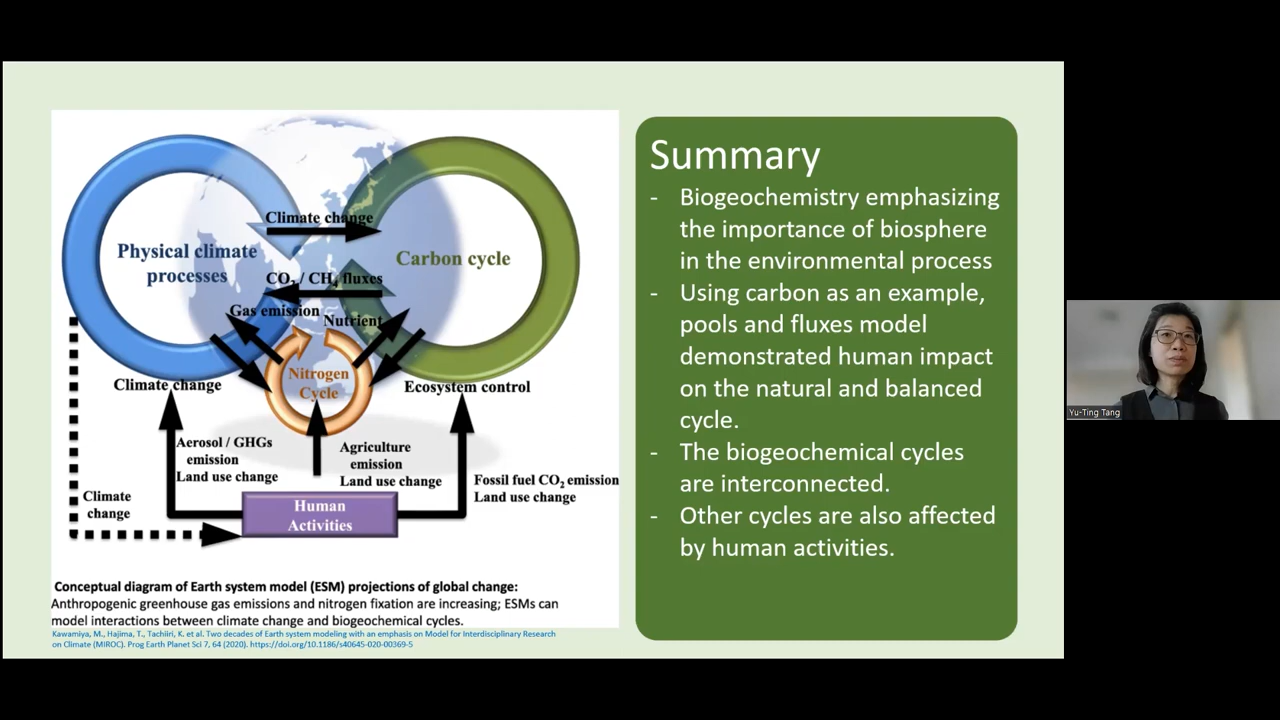 Climate change
Physical climate
processes
Carbon cycle
CO2 / CH4 fluxes
Gas emission
Nutrient
Nitrogen
Cycle
Climate change
Ecosystem control
Aerosol / GHGs
emission
Land use change
Agriculture
emission
Land use change
Fossil fuel CO2 emission
Land use change
Climate
change
Human
Activities
Conceptual diagram of Earth system model (ESM) projections of global change:
Anthropogenic greenhouse gas emissions and nitrogen fixation are increasing; ESMs can
model interactions between climate change and biogeochemical cycles.
Kawamiya, M., Hajima, T., Tachiiri, K. et al. Two decades of Earth system modeling with an emphasis on Model for Interdisciplinary Research
on Climate (MIROC). Prog Earth Planet Sci 7, 64 (2020). https://doi.org/10.1186/s40645-020-00369-5
Summary
- Biogeochemistry emphasizing
the importance of biosphere
in the environmental process
- Using carbon as an example,
pools and fluxes model
demonstrated human impact
on the natural and balanced
cycle.
- The biogeochemical cycles
are interconnected.
- Other cycles are also affected
by human activities.
Yu-Ting Tang